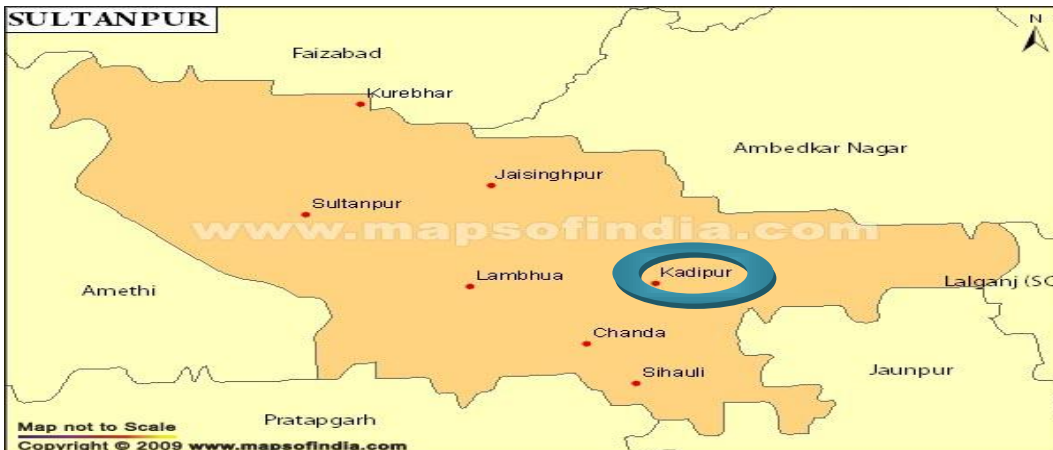 SULTANPUR
N
Faizabad
Kurebhar
Ambedkar Nagar
Jaisinghpur
Sultanpur
www.mapsofindia.com
Lambhua
Kadipur
Amethi
Lalganj (SC
Chanda
Jaunpur
Sihauli
Pratapgarh
Map not to Scale
Copyright © 2009 www.mapsofindia.com